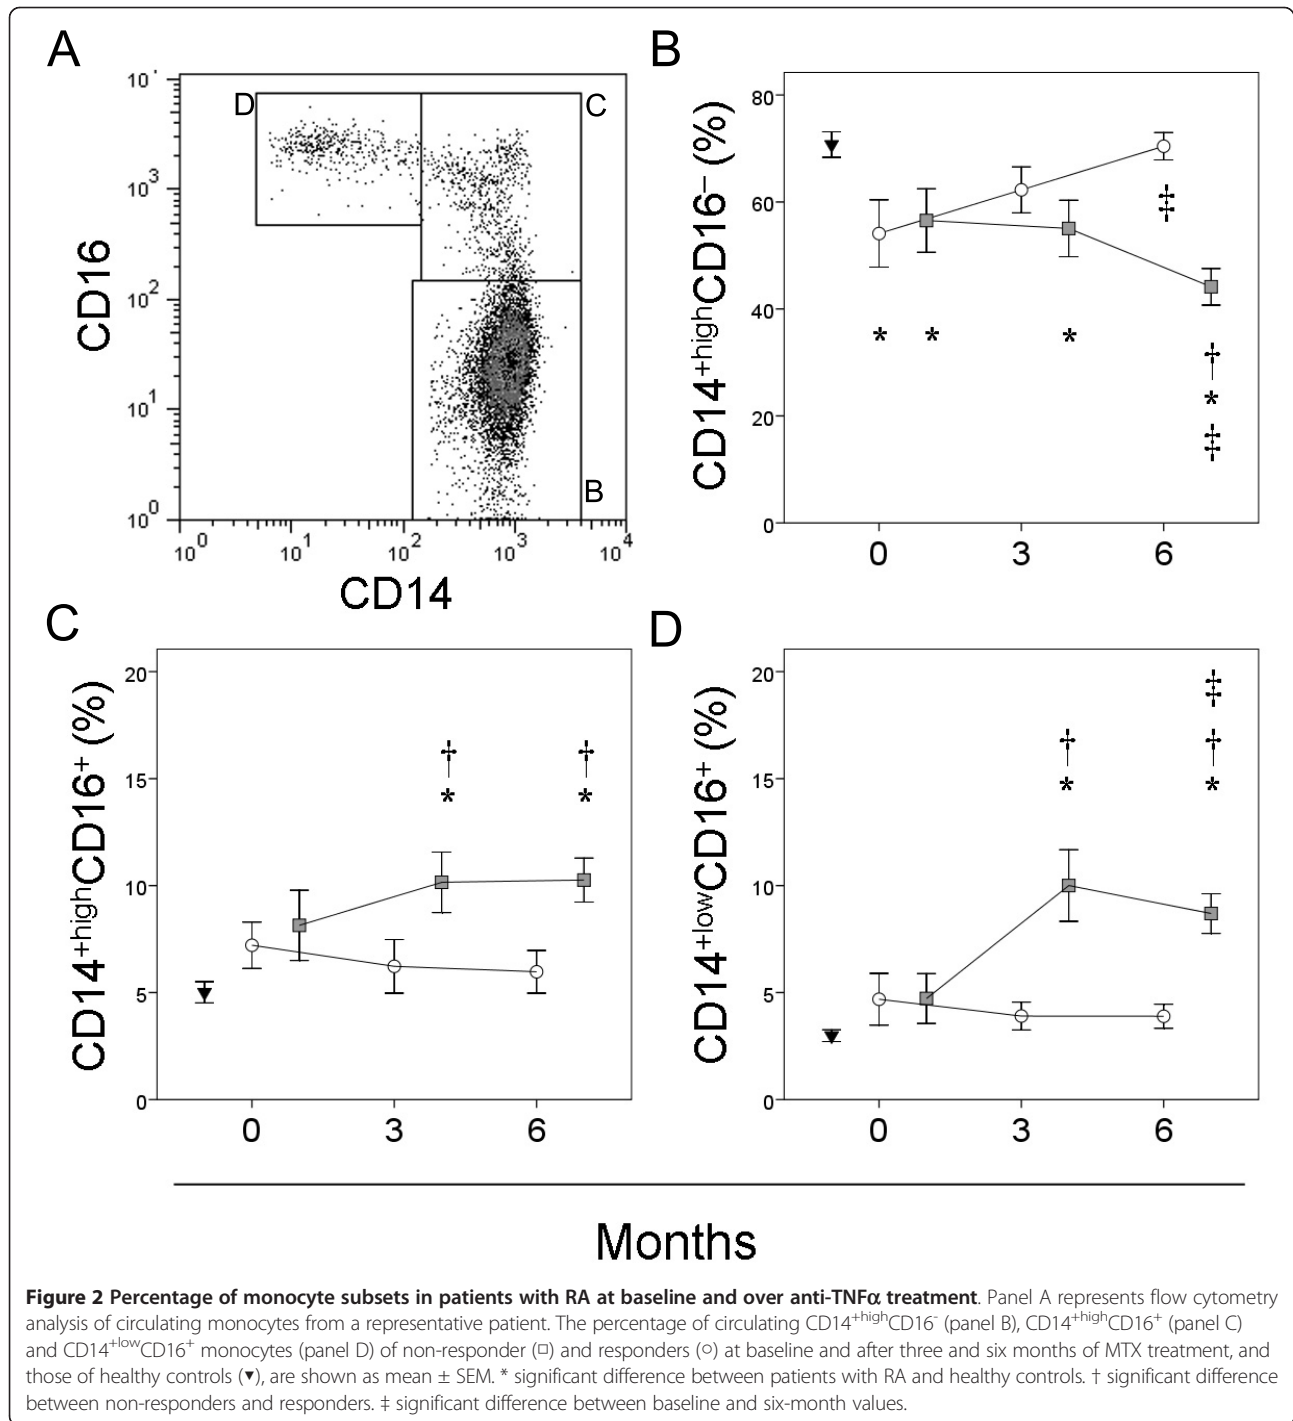 A
B
10¹
10³
10²
10¹
10⁰
CD16
D
C
B
10⁰ 10¹ 10² 10³ 10⁴
CD14
CD14⁺ʰⁱᵍʰCD16⁻ (%)
80
60
40
20
0
‡
* * *
†
*
‡
0 3 6
C
D
CD14⁺ʰⁱᵍʰCD16⁺ (%)
20
15
10
5
0
† †
* *
0 3 6
CD14⁺ˡᵒʷCD16⁺ (%)
20
15
10
5
0
‡
† †
* *
0 3 6
Months
Figure 2 Percentage of monocyte subsets in patients with RA at baseline and over anti-TNFα treatment. Panel A represents flow cytometry
analysis of circulating monocytes from a representative patient. The percentage of circulating CD14⁺ʰⁱᵍʰCD16⁻ (panel B), CD14⁺ʰⁱᵍʰCD16⁺ (panel C)
and CD14⁺ˡᵒʷCD16⁺ monocytes (panel D) of non-responder (□) and responders (○) at baseline and after three and six months of MTX treatment, and
those of healthy controls (▼), are shown as mean ± SEM. * significant difference between patients with RA and healthy controls. † significant difference
between non-responders and responders. ‡ significant difference between baseline and six-month values.